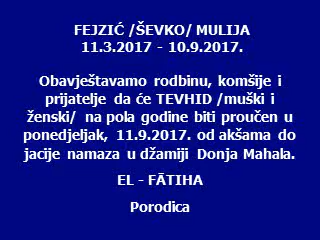 FEJZIĆ /ŠEVKO/ MULIJA
11.3.2017 - 10.9.2017.
Obavještavamo rodbinu, komšije i
prijatelje da će TEVHID /muški i
ženski/ na pola godine biti proučen u
ponedjeljak, 11.9.2017. od akšama do
jacije namaza u džamiji Donja Mahala.
EL - FĀTIHA
Porodica